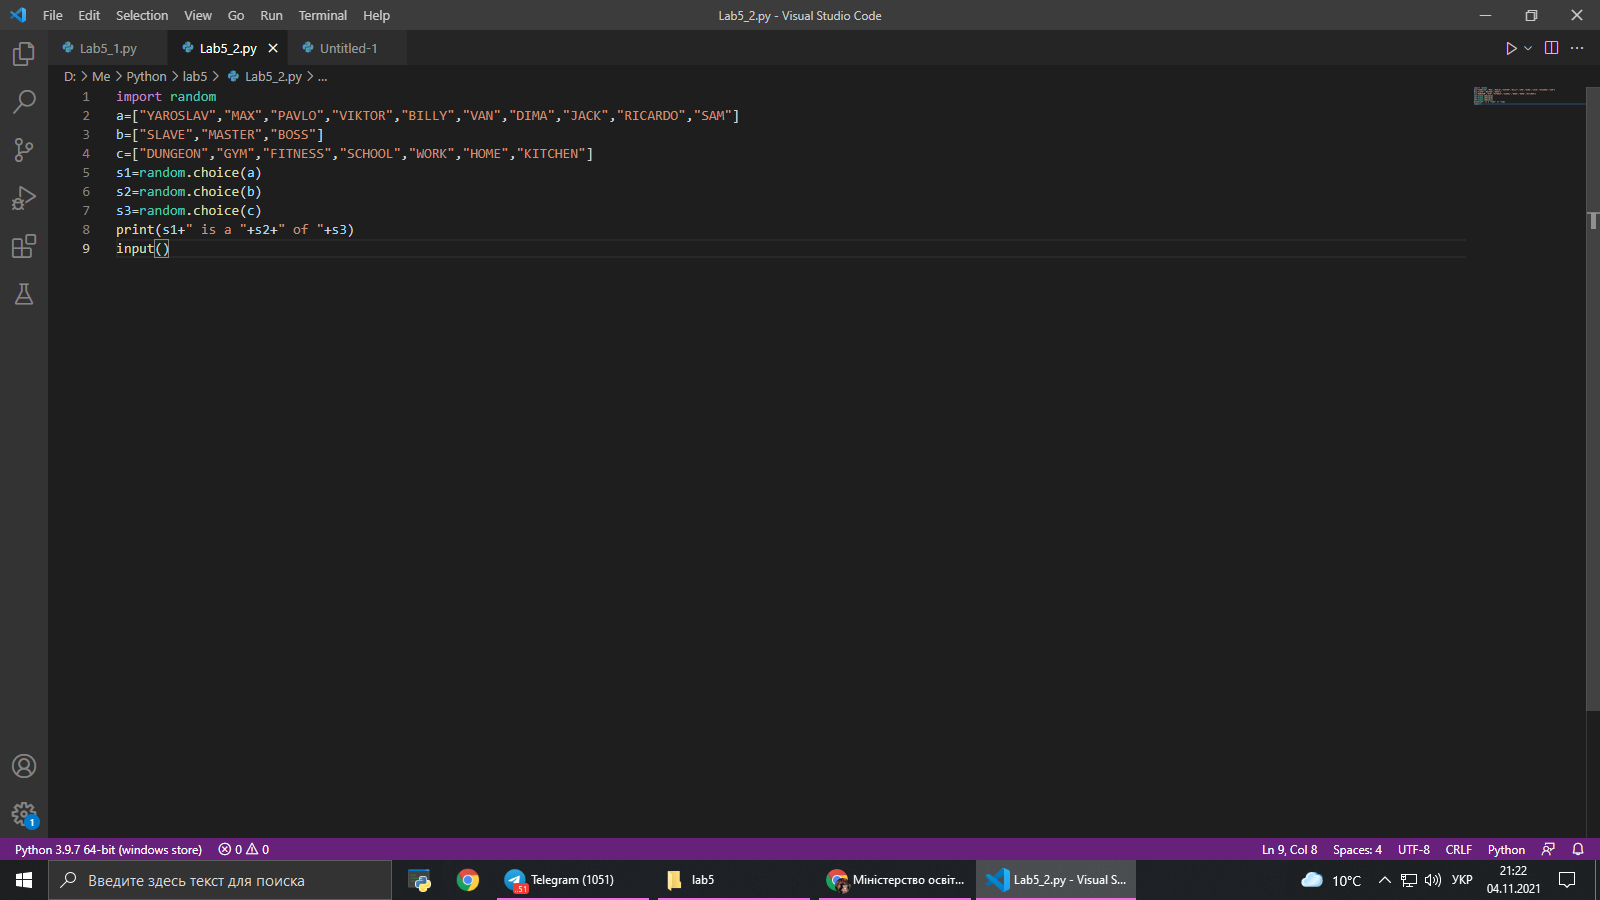 File Edit Selection View Go Run Terminal Help Lab5_2.py - Visual Studio Code
Lab5_1.py Lab5_2.py Untitled-1
D: > Me > Python > lab5 > Lab5_2.py > ...
1 import random
2 a=["YAROSLAV","MAX","PAVLO","VIKTOR","BILLY","VAN","DIMA","JACK","RICARDO","SAM"]
3 b=["SLAVE","MASTER","BOSS"]
4 c=["DUNGEON","GYM","FITNESS","SCHOOL","WORK","HOME","KITCHEN"]
5 s1=random.choice(a)
6 s2=random.choice(b)
7 s3=random.choice(c)
8 print(s1+" is a "+s2+" of "+s3)
9 input()
1
Python 3.9.7 64-bit (windows store) 0 0 Ln 9, Col 8 Spaces: 4 UTF-8 CRLF Python
Введите здесь текст для поиска 51 Telegram (1051) lab5 Міністерство освіт... Lab5_2.py - Visual S... 10°C УКР 21:22
04.11.2021